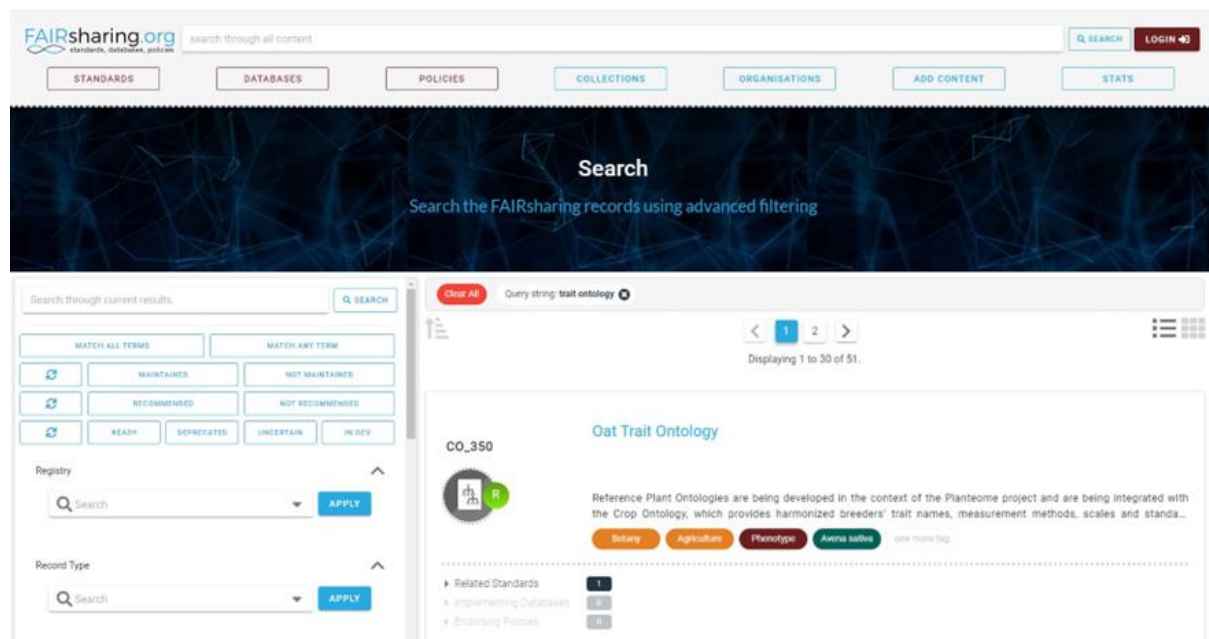 FAIRsharing.org
standards, databases, policies
search through all content
SEARCH
LOGIN
STANDARDS
DATABASES
POLICIES
COLLECTIONS
ORGANISATIONS
ADD CONTENT
STATS
Search
Search the FAIRsharing records using advanced filtering
Search through current results.
SEARCH
MATCH ALL TERMS
MATCH ANY TERM
MAINTAINED
NOT MAINTAINED
RECOMMENDED
NOT RECOMMENDED
READY
DEPRECATED
UNCERTAIN
IN DEV
Registry
Search
APPLY
Record Type
Search
APPLY
Clear All
Query string: trait ontology
1 2
Displaying 1 to 30 of 51.
CO_350
R
Oat Trait Ontology
Reference Plant Ontologies are being developed in the context of the Planteome project and are being integrated with
the Crop Ontology, which provides harmonized breeders' trait names, measurement methods, scales and standa...
Botany
Agriculture
Phenotype
Avena sativa
one more tag
Related Standards 1
Implementing Databases 0
Endorsing Policies 0